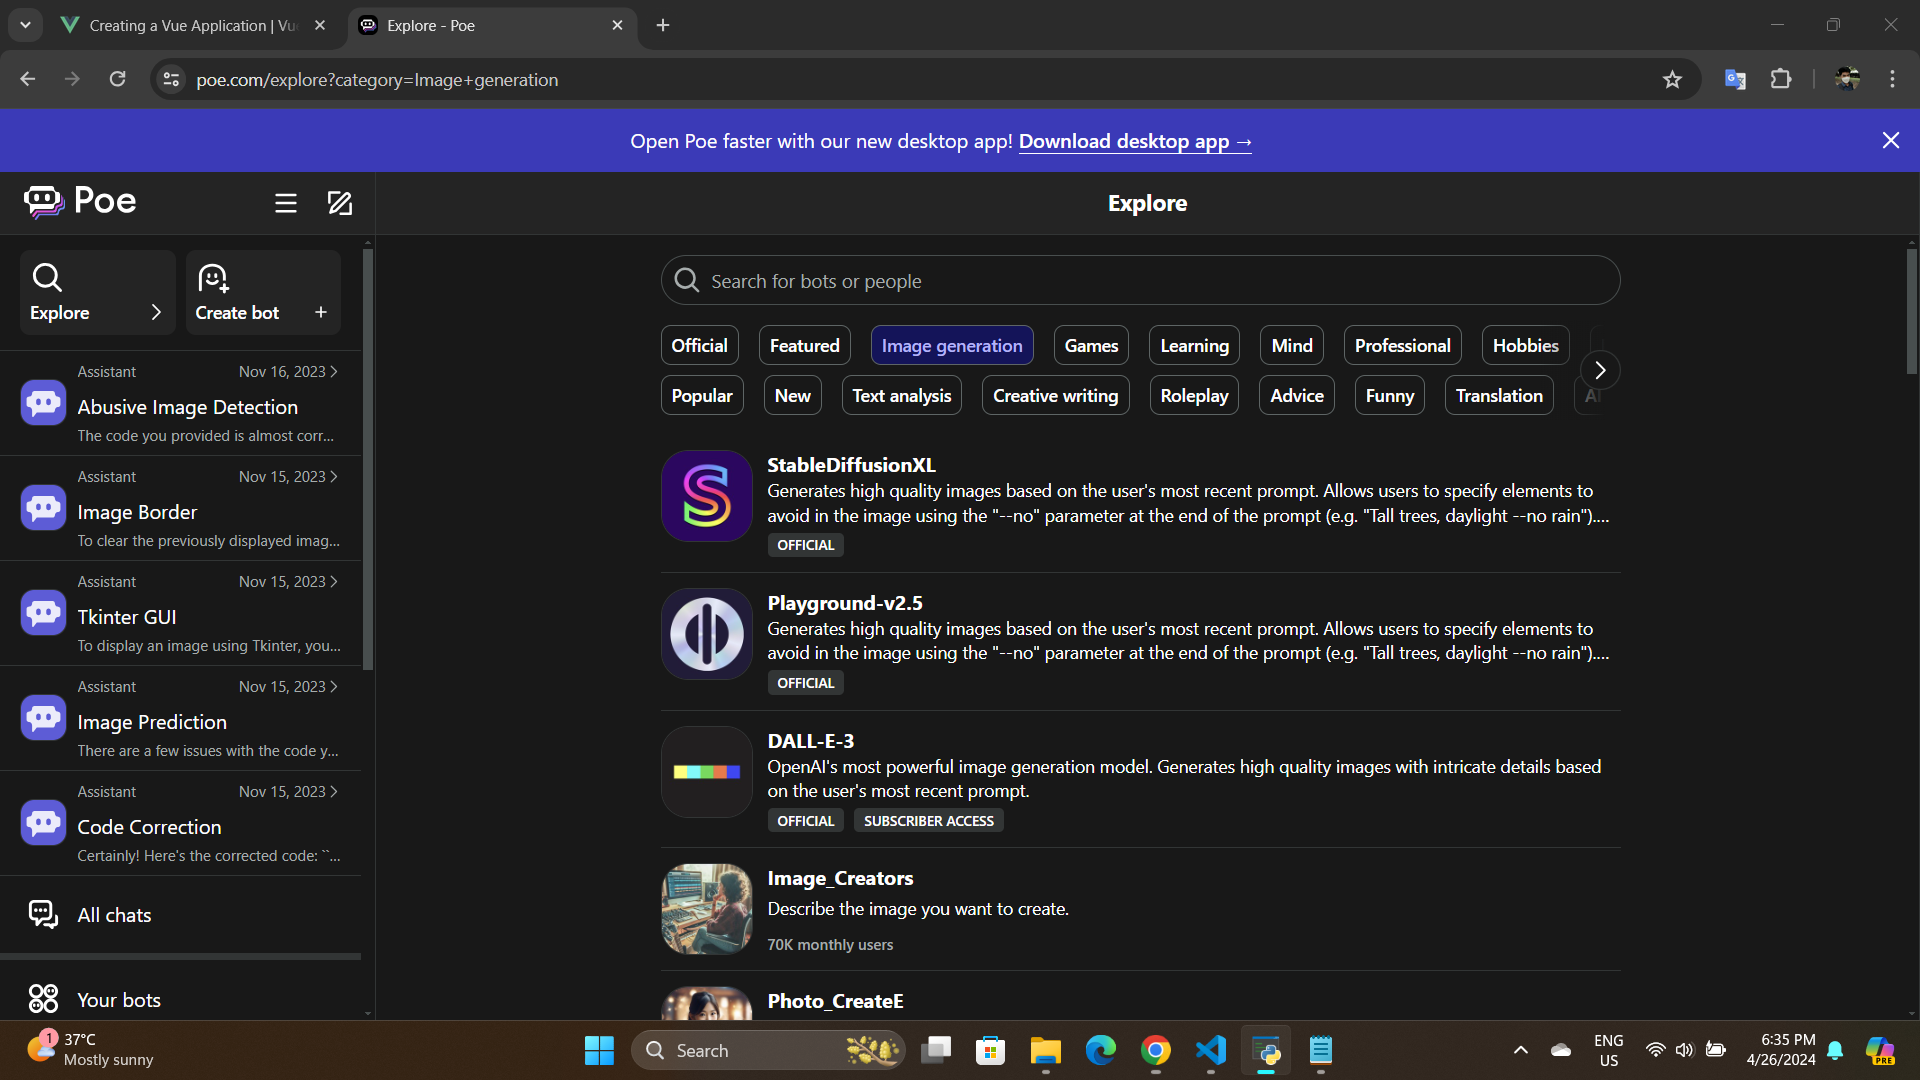 Creating a Vue Application | Vu
Explore - Poe
poe.com/explore?category=Image+generation
Open Poe faster with our new desktop app! Download desktop app →
Poe
Explore
Explore
Create bot +
Assistant Nov 16, 2023
Abusive Image Detection
The code you provided is almost corr...
Assistant Nov 15, 2023
Image Border
To clear the previously displayed imag...
Assistant Nov 15, 2023
Tkinter GUI
To display an image using Tkinter, you...
Assistant Nov 15, 2023
Image Prediction
There are a few issues with the code y...
Assistant Nov 15, 2023
Code Correction
Certainly! Here's the corrected code: ``...
All chats
Your bots
Search for bots or people
Official Featured Image generation Games Learning Mind Professional Hobbies
Popular New Text analysis Creative writing Roleplay Advice Funny Translation
StableDiffusionXL
Generates high quality images based on the user's most recent prompt. Allows users to specify elements to
avoid in the image using the "--no" parameter at the end of the prompt (e.g. "Tall trees, daylight --no rain")....
OFFICIAL
Playground-v2.5
Generates high quality images based on the user's most recent prompt. Allows users to specify elements to
avoid in the image using the "--no" parameter at the end of the prompt (e.g. "Tall trees, daylight --no rain")....
OFFICIAL
DALL-E-3
OpenAI's most powerful image generation model. Generates high quality images with intricate details based
on the user's most recent prompt.
OFFICIAL SUBSCRIBER ACCESS
Image_Creators
Describe the image you want to create.
70K monthly users
Photo_CreateE
1
37°C
Mostly sunny
Search
ENG
US
6:35 PM
4/26/2024
PRE